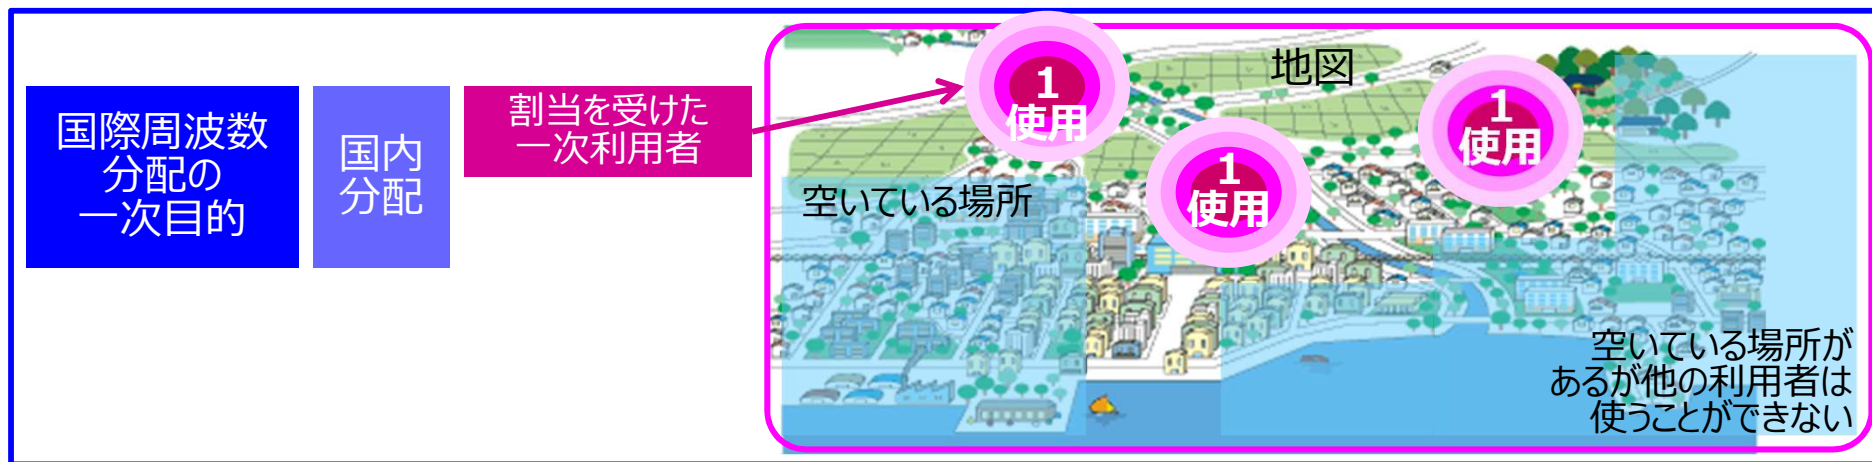 国際周波数
分配の
一次目的
国内
分配
割当を受けた
一次利用者
地図
1
使用
1
使用
1
使用
空いている場所
空いている場所が
あるが他の利用者は
使うことができない